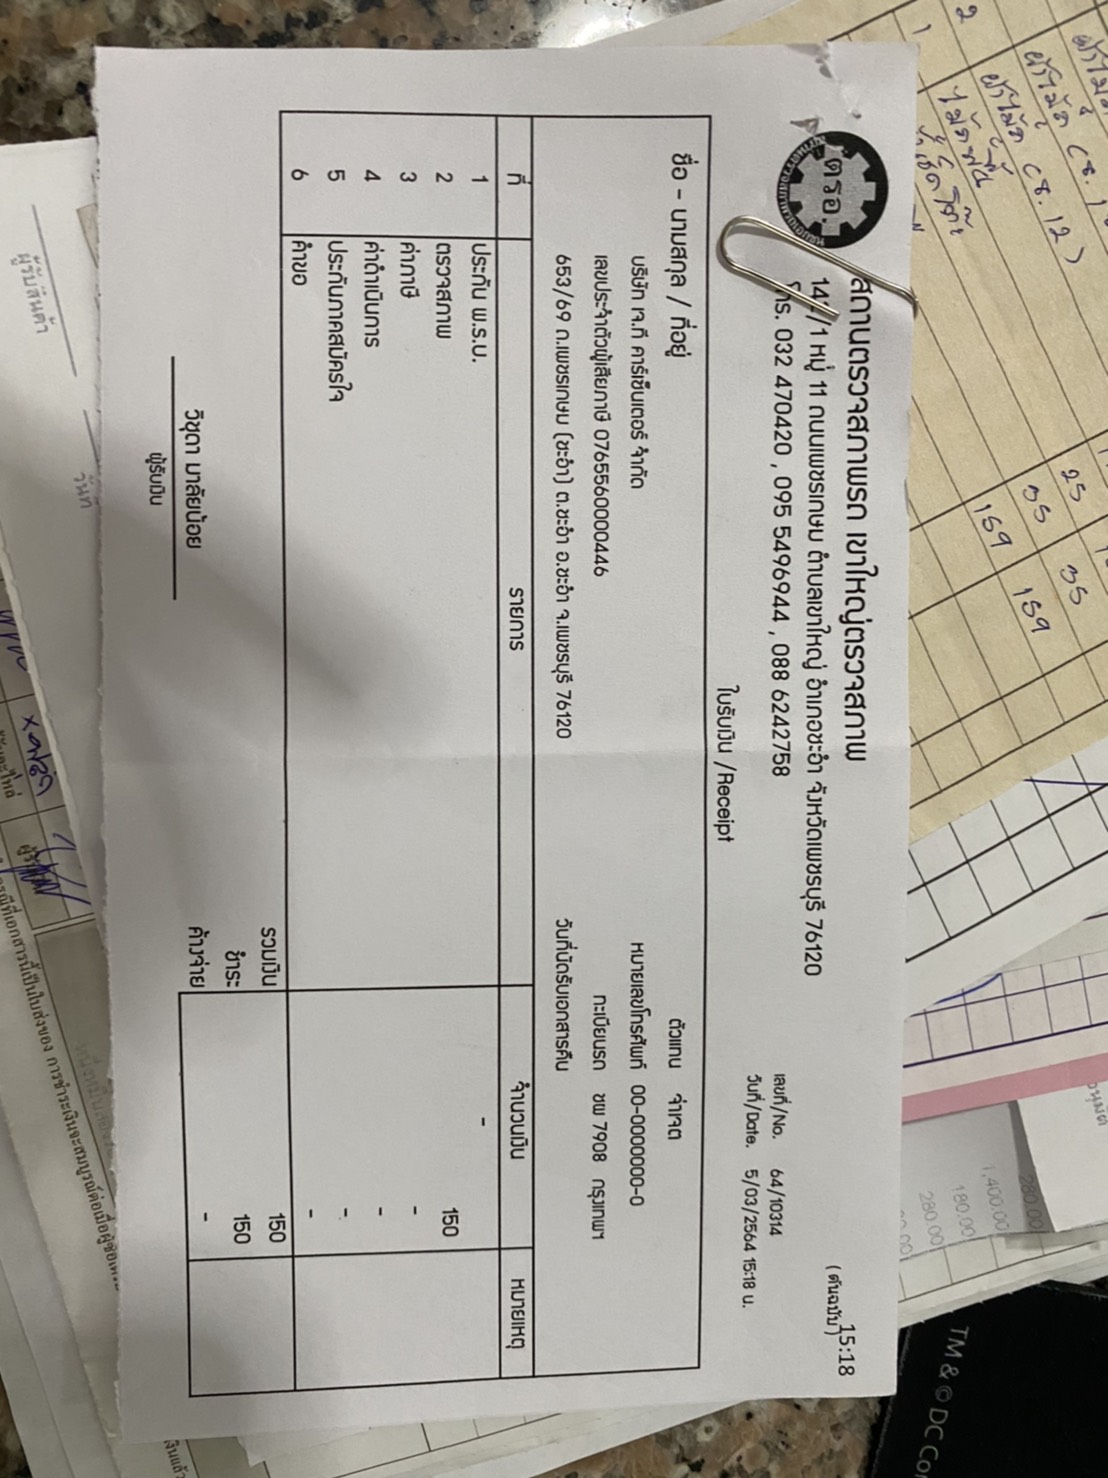 ตรอ.
สถานตรวจสภาพรถ เขาใหญ่ตรวจสภาพ
15:18
( ต้นฉบับ )
/1 หมู่ 11 ถนนเพชรเกษม ตำบลเขาใหญ่ อำเภอชะอำ จังหวัดเพชรบุรี 76120
โทร. 032 470420 , 095 5496944 , 088 6242758
เลขที่/No. 64/10314
วันที่/Date. 5/03/2564 15:18 น.
ใบรับเงิน /Receipt
ชื่อ - นามสกุล / ที่อยู่
ตัวแทน จ่าเจต
บริษัท เจ.ที คาร์เซ็นเตอร์ จำกัด
หมายเลขโทรศัพท์ 00-0000000-0
เลขประจำตัวผู้เสียภาษี 0765560000446
ทะเบียนรถ ชผ 7908 กรุงเทพฯ
653/69 ถ.เพชรเกษม (ชะอำ) ต.ชะอำ อ.ชะอำ จ.เพชรบุรี 76120
วันที่นัดรับเอกสารคืน
ที่ รายการ จำนวนเงิน หมายเหตุ
1 ประกัน พ.ร.บ. -
2 ตรวจสภาพ 150
3 ค่าภาษี -
4 ค่าดำเนินการ -
5 ประกันภาคสมัครใจ -
6 คำขอ -
รวมเงิน 150
ชำระ 150
ค้างจ่าย -
วิชุดา มาลัยน้อย
ผู้รับเงิน
2
1
ผ้าไม้ตี (ซ. 12)
25 35
35 159
159
ผู้รับสินค้า
วันที่
280.00
1,400.00
180.00
280.00
TM & © DC Co